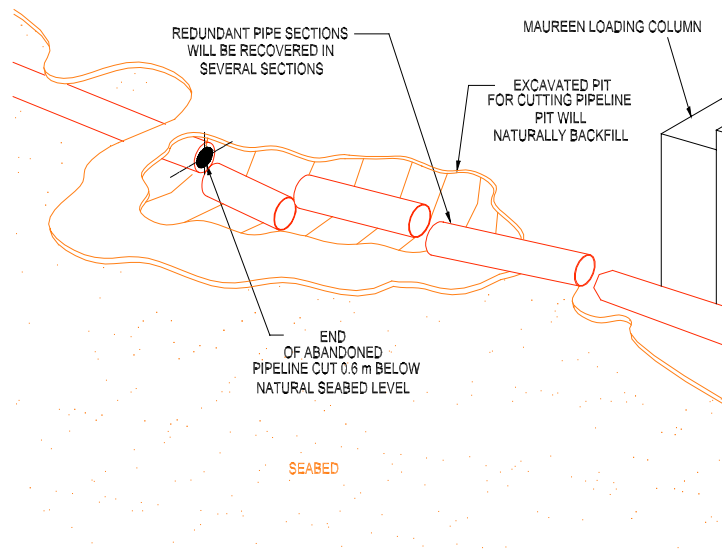 REDUNDANT PIPE SECTIONS
WILL BE RECOVERED IN
SEVERAL SECTIONS
MAUREEN LOADING COLUMN
EXCAVATED PIT
FOR CUTTING PIPELINE
PIT WILL
NATURALLY BACKFILL
END
OF ABANDONED
PIPELINE CUT 0.6 m BELOW
NATURAL SEABED LEVEL
SEABED